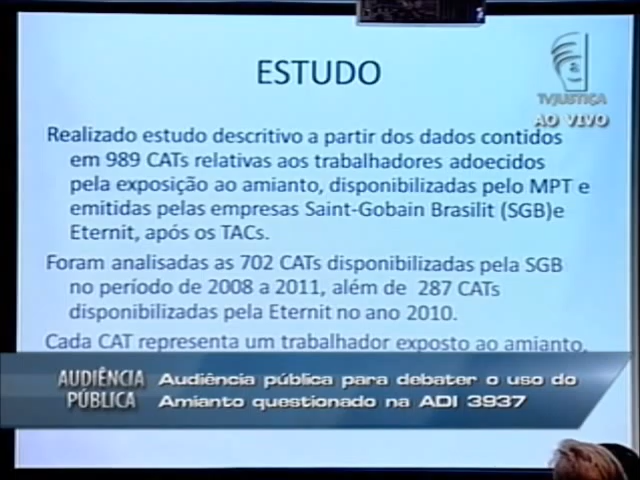 ESTUDO
TVJUSTIÇA
AO VIVO
Realizado estudo descritivo a partir dos dados contidos
em 989 CATs relativas aos trabalhadores adoecidos
pela exposição ao amianto, disponibilizadas pelo MPT e
emitidas pelas empresas Saint-Gobain Brasilit (SGB)e
Eternit, após os TACs.
Foram analisadas as 702 CATs disponibilizadas pela SGB
no período de 2008 a 2011, além de 287 CATs
disponibilizadas pela Eternit no ano 2010.
Cada CAT representa um trabalhador exposto ao amianto,
AUDIÊNCIA
PÚBLICA
Audiência pública para debater o uso do
Amianto questionado na ADI 3937